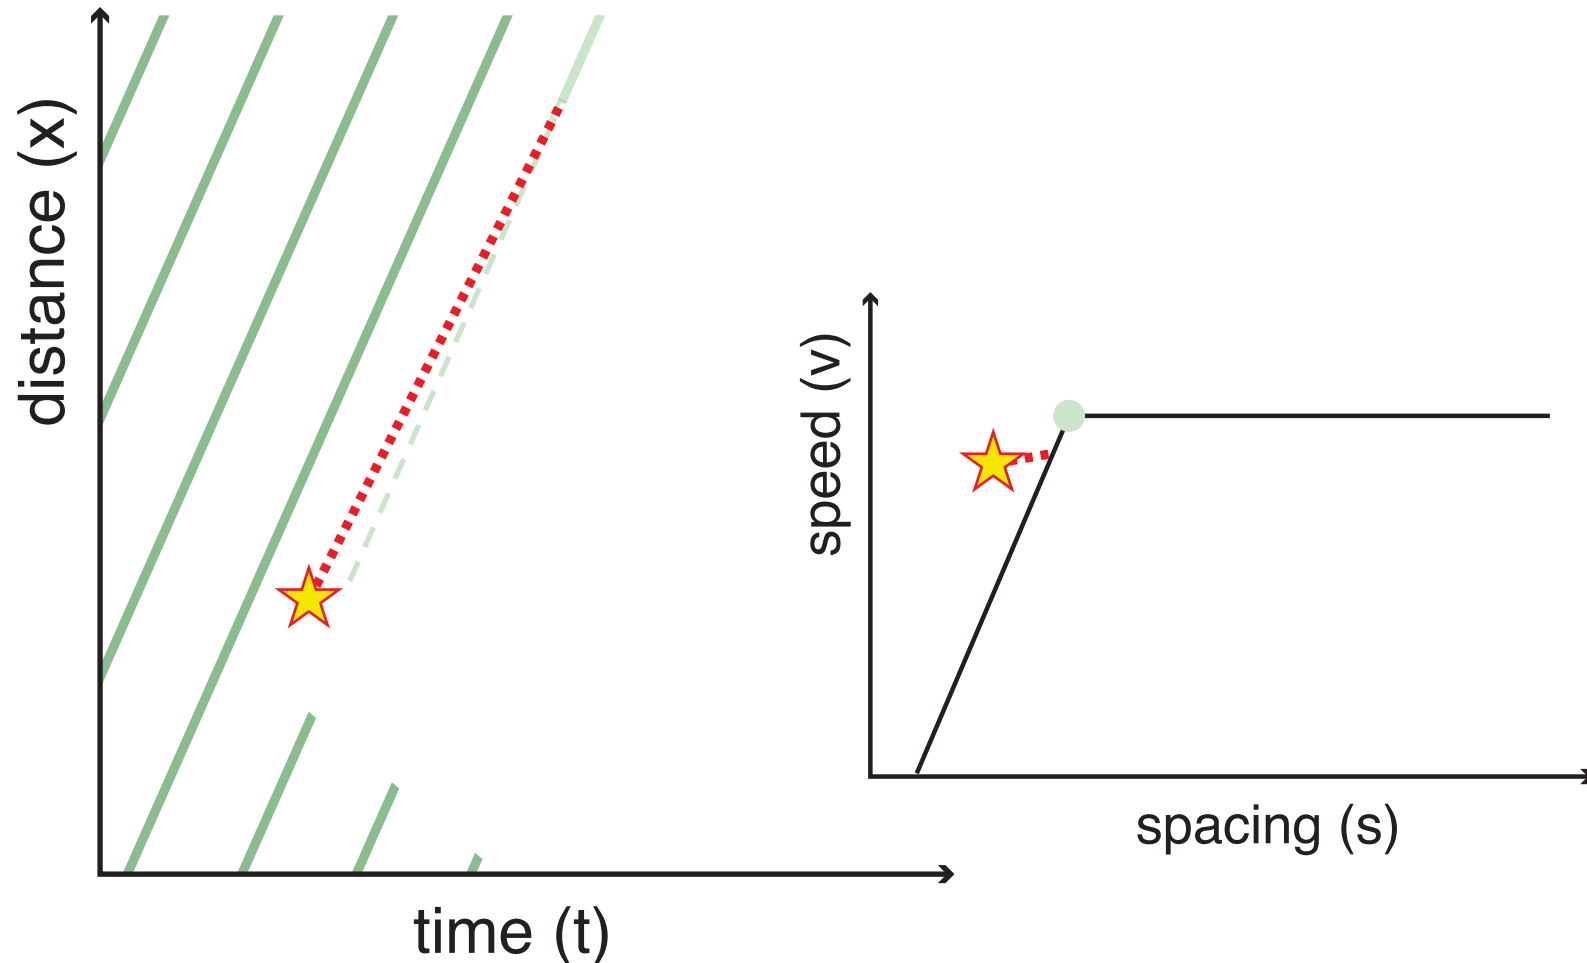 distance (x)
time (t)
speed (v)
spacing (s)